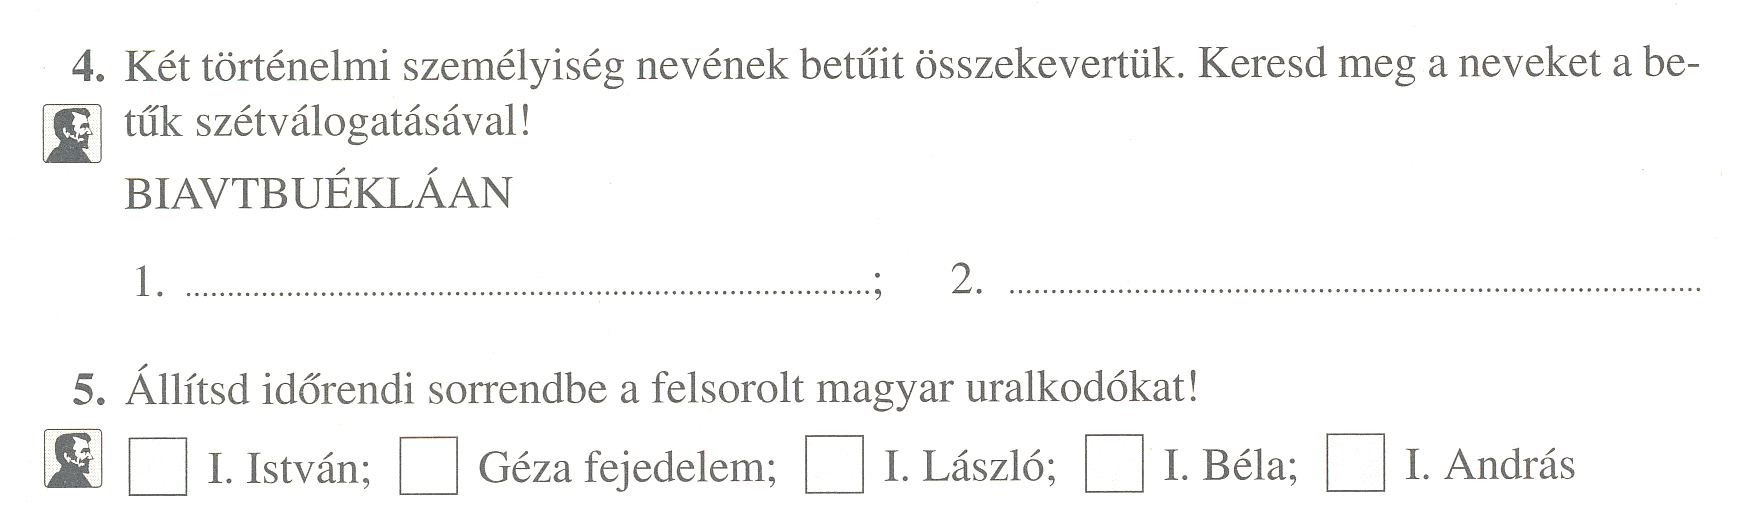 4. Két történelmi személyiség nevének betűit összekevertük. Keresd meg a neveket a be-
tűk szétválogatásával!
BIAVTBUÉKLÁAN
1. ..........................................................................; 2. ..........................................................................
5. Állítsd időrendi sorrendbe a felsorolt magyar uralkodókat!
I. István; Géza fejedelem; I. László; I. Béla; I. András